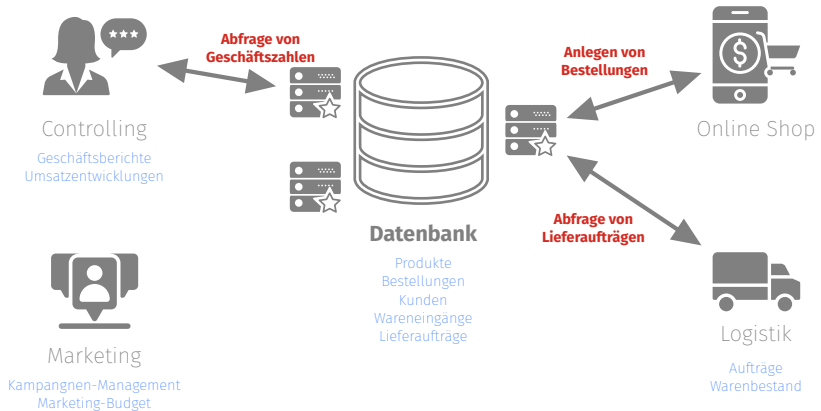 Abfrage von
Geschäftszahlen
Anlegen von
Bestellungen
Controlling
Geschäftsberichte
Umsatzentwicklungen
Online Shop
Datenbank
Produkte
Bestellungen
Kunden
Wareneingänge
Lieferaufträge
Abfrage von
Lieferaufträgen
Marketing
Kampangnen-Management
Marketing-Budget
Logistik
Aufträge
Warenbestand